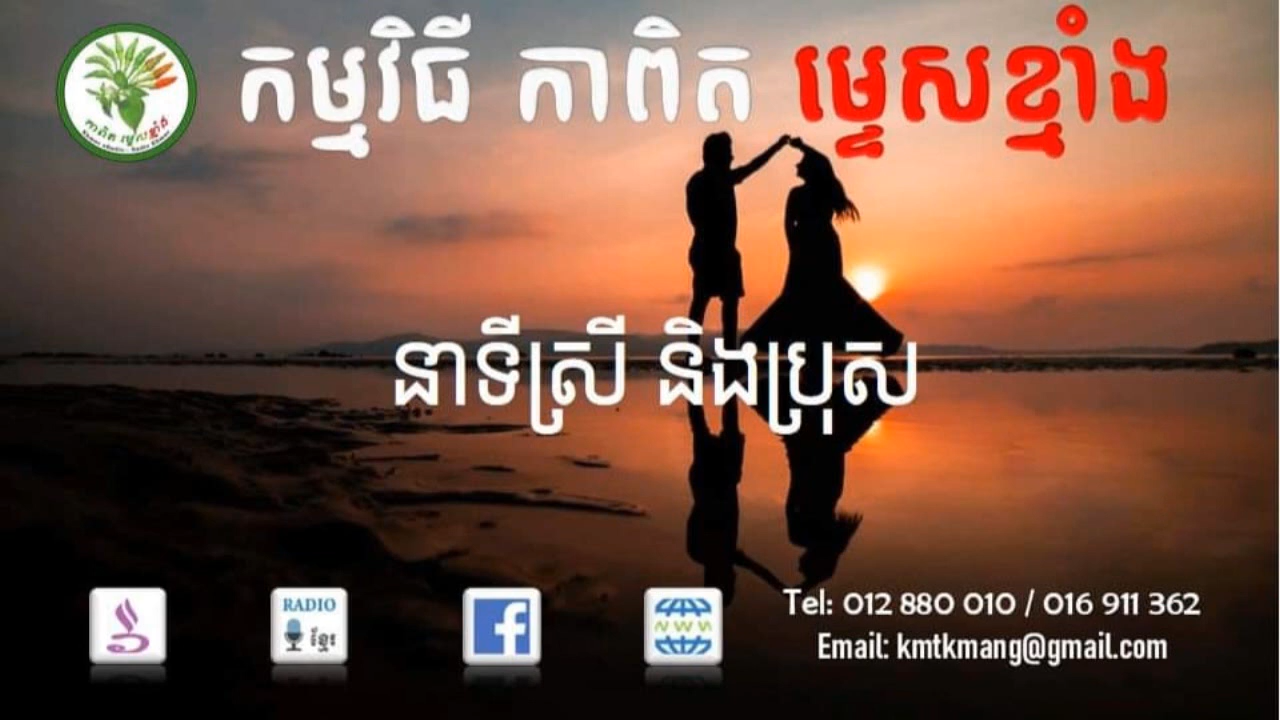 កម្មវិធី ការពិត ម្ទេសខ្មាំង
នាទីស្រី និងប្រុស
RADIO
Tel: 012 880 010 / 016 911 362
Email: kmtkmang@gmail.com